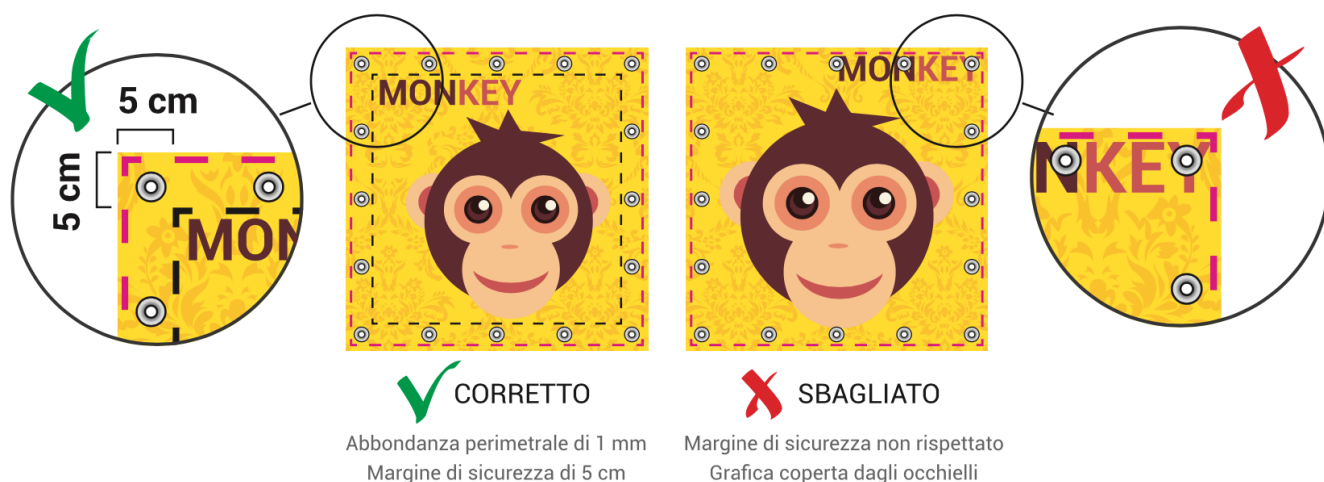 5 cm
5 cm
MON
MONKEY
MONKEY
NKEY
CORRETTO
Abbondanza perimetrale di 1 mm
Margine di sicurezza di 5 cm
SBAGLIATO
Margine di sicurezza non rispettato
Grafica coperta dagli occhielli